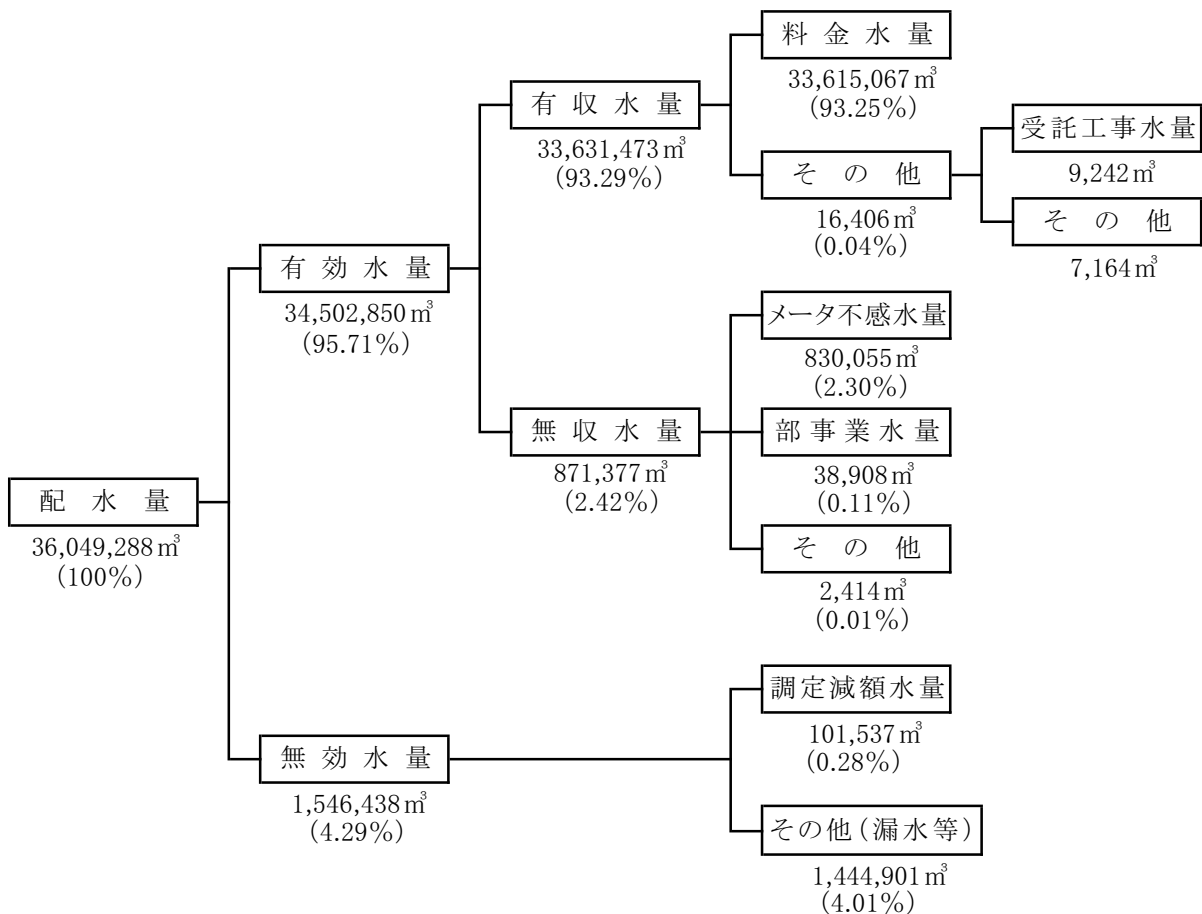 配水量
36,049,288㎥
(100%)
有効水量
34,502,850㎥
(95.71%)
有収水量
33,631,473㎥
(93.29%)
料金水量
33,615,067㎥
(93.25%)
その他
16,406㎥
(0.04%)
受託工事水量
9,242㎥
その他
7,164㎥
無収水量
871,377㎥
(2.42%)
メータ不感水量
830,055㎥
(2.30%)
部事業水量
38,908㎥
(0.11%)
その他
2,414㎥
(0.01%)
無効水量
1,546,438㎥
(4.29%)
調定減額水量
101,537㎥
(0.28%)
その他(漏水等)
1,444,901㎥
(4.01%)